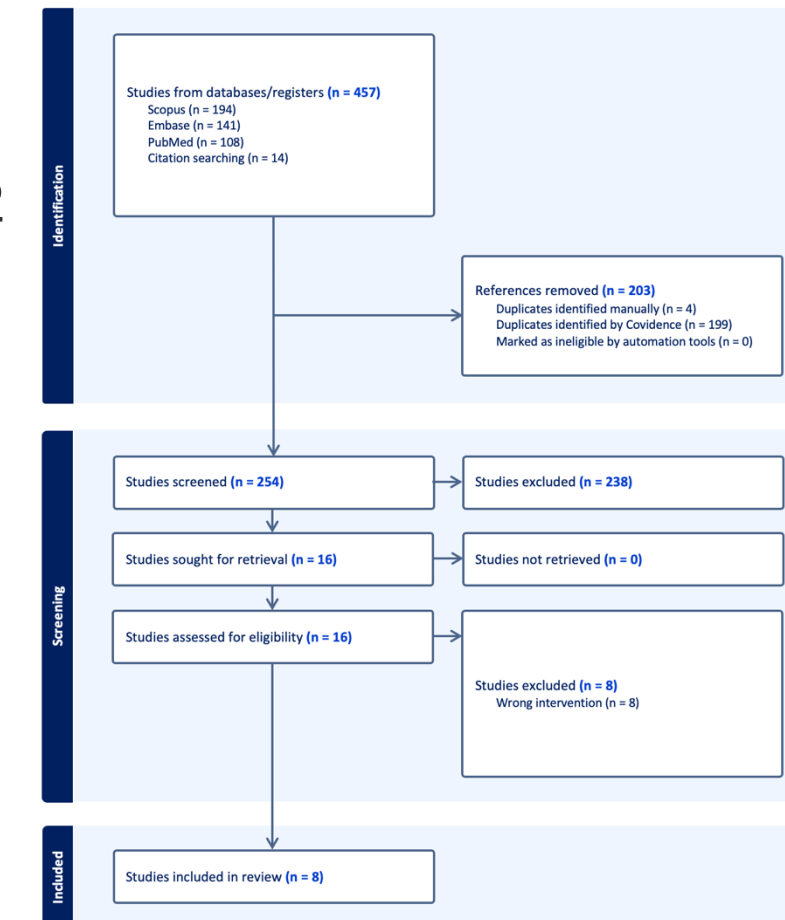 Identification
Studies from databases/registers (n = 457)
Scopus (n = 194)
Embase (n = 141)
PubMed (n = 108)
Citation searching (n = 14)
References removed (n = 203)
Duplicates identified manually (n = 4)
Duplicates identified by Covidence (n = 199)
Marked as ineligible by automation tools (n = 0)
Screening
Studies screened (n = 254)
Studies excluded (n = 238)
Studies sought for retrieval (n = 16)
Studies not retrieved (n = 0)
Studies assessed for eligibility (n = 16)
Studies excluded (n = 8)
Wrong intervention (n = 8)
Included
Studies included in review (n = 8)